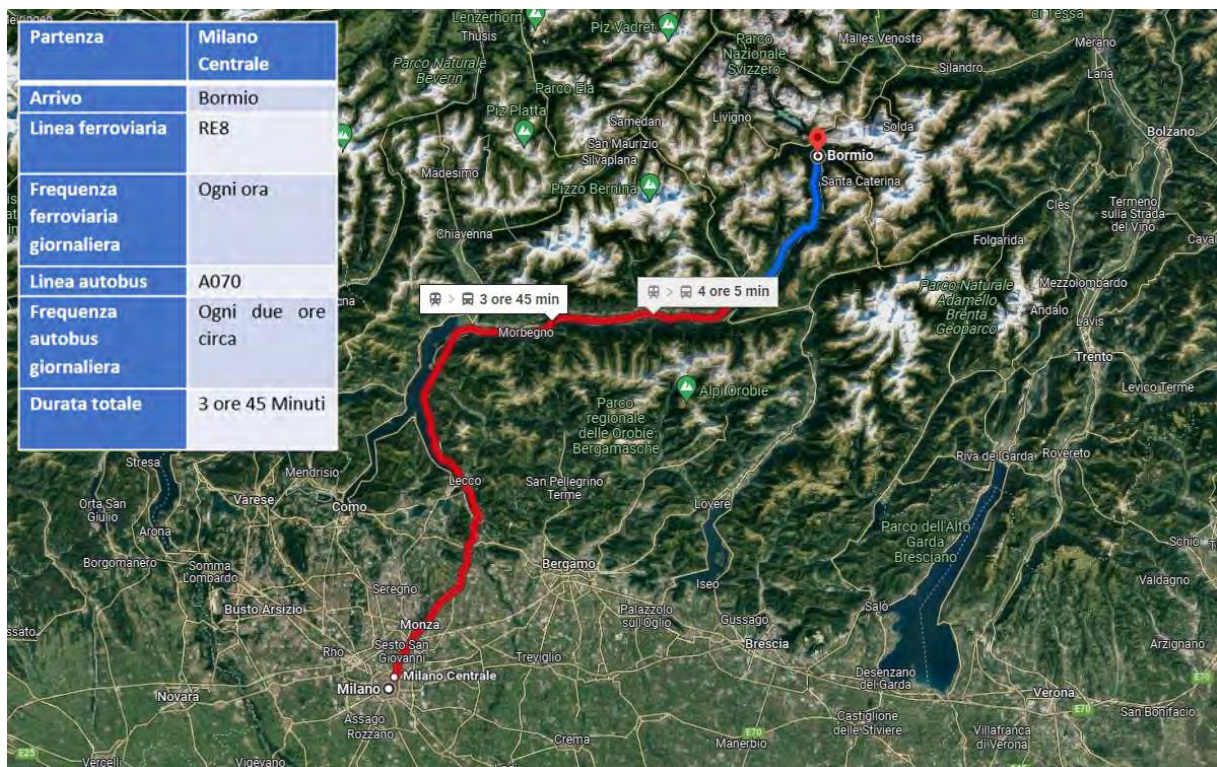 Partenza
Milano
Centrale
Arrivo
Bormio
Linea ferroviaria
RE8
Frequenza
ferroviaria
giornaliera
Ogni ora
Linea autobus
A070
Frequenza
autobus
giornaliera
Ogni due ore
circa
Durata totale
3 ore 45 Minuti
Lenzerhorn
Thusis
Piz Vadret
Parco
Nazionale
Svizzero
Malles Venosta
di Tessa
Merano
Silandro
Lana
Parco Naturale
Beverin
Parco Ela
Piz Platta
Samedan
Livigno
Solda
Bolzano
San Maurizio
Silvaplana
Bormio
Madesimo
Pizzo Bernina
Santa Caterina
Cles
Termeno
sulla Strada
del Vino
Chiavenna
Folgarida
Caval
3 ore 45 min
4 ore 5 min
Parco Naturale
Adamello
Brenta
Geoparco
Mezzolombardo
Andalo
Lavis
Morbegno
Trento
Alpi Orobie
Levico Terme
Parco
regionale
delle Orobie
Bergamasche
Stresa
Mendrisio
Lecco
San Pellegrino
Terme
Riva del Garda
Rovereto
Orta San
Giulio
Varese
Como
Lovere
Arona
Parco dell'Alto
Garda
Bresciano
Schio
Borgomanero
Somma
Lombardo
Bergamo
Iseo
Valdagno
Seregno
Busto Arsizio
Palazzolo
sull'Oglio
Salò
Monza
Gussago
Arzignano
Rho
Sesto San
Giovanni
Treviglio
Brescia
Milano Centrale
Desenzano
del Garda
Milano
Novara
Verona
E70
San Bonifacio
Assago
Rozzano
Castiglione
delle Stiviere
Villafranca
di Verona
Crema
E70
Manerbio
E25
Vercelli
Vigevano
E70